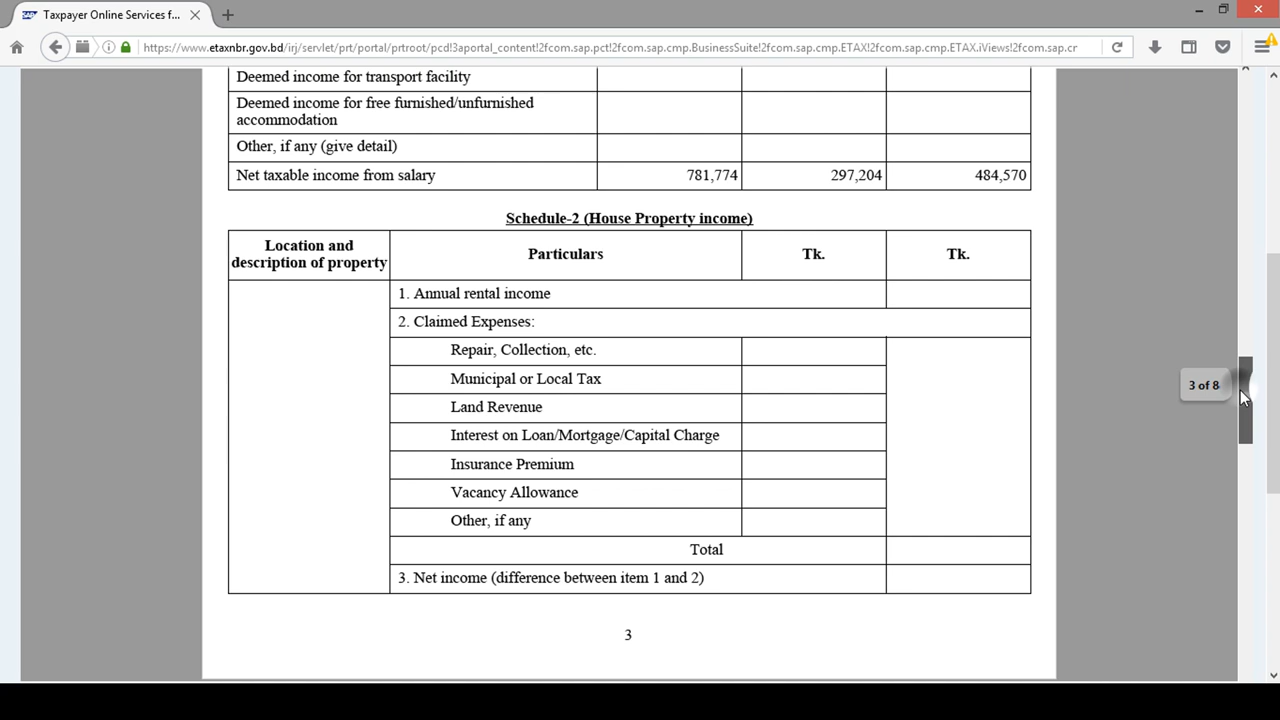 Taxpayer Online Services f...
https://www.etaxnbr.gov.bd/irj/servlet/prt/portal/prtroot/pcd!3aportal_content!2fcom.sap.pct!2fcom.sap.cmp.BusinessSuite!2fcom.sap.cmp.ETAX!2fcom.sap.cmp.ETAX.iViews!2fcom.sap.cr
Deemed income for transport facility
Deemed income for free furnished/unfurnished
accommodation
Other, if any (give detail)
Net taxable income from salary 781,774 297,204 484,570
Schedule-2 (House Property income)
Location and
description of property Particulars Tk. Tk.
1. Annual rental income
2. Claimed Expenses:
Repair, Collection, etc.
Municipal or Local Tax
3 of 8
Land Revenue
Interest on Loan/Mortgage/Capital Charge
Insurance Premium
Vacancy Allowance
Other, if any
Total
3. Net income (difference between item 1 and 2)
3